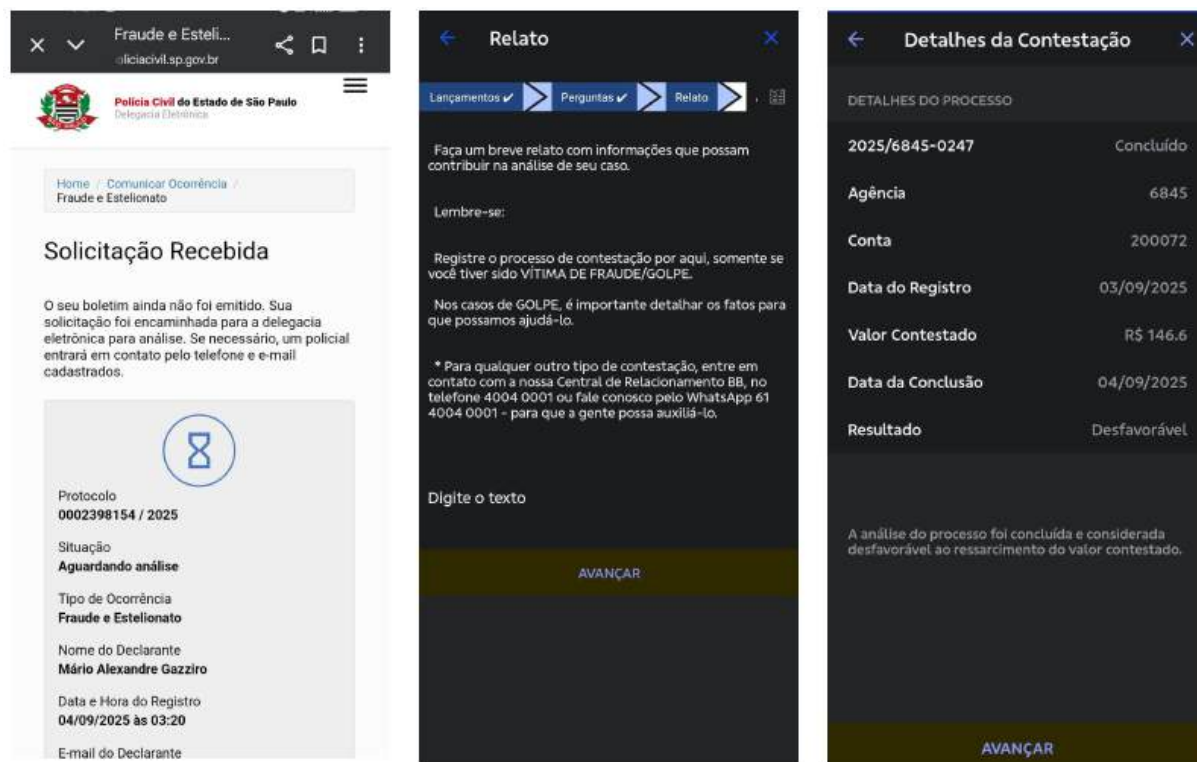 Fraude e Esteli...
oliciacivil.sp.gov.br
Polícia Civil do Estado de São Paulo
Delegacia Eletrônica
Home / Comunicar Ocorrência /
Fraude e Estelionato
Solicitação Recebida
O seu boletim ainda não foi emitido. Sua
solicitação foi encaminhada para a delegacia
eletrônica para análise. Se necessário, um policial
entrará em contato pelo telefone e e-mail
cadastrados.
Protocolo
0002398154 / 2025
Situação
Aguardando análise
Tipo de Ocorrência
Fraude e Estelionato
Nome do Declarante
Mário Alexandre Gazziro
Data e Hora do Registro
04/09/2025 às 03:20
E-mail do Declarante
Relato
Lançamentos ✔ Perguntas ✔ Relato
Faça um breve relato com informações que possam
contribuir na análise de seu caso.
Lembre-se:
Registre o processo de contestação por aqui, somente se
você tiver sido VÍTIMA DE FRAUDE/GOLPE.
Nos casos de GOLPE, é importante detalhar os fatos para
que possamos ajudá-lo.
* Para qualquer outro tipo de contestação, entre em
contato com a nossa Central de Relacionamento BB, no
telefone 4004 0001 ou fale conosco pelo WhatsApp 61
4004 0001 - para que a gente possa auxiliá-lo.
Digite o texto
AVANÇAR
Detalhes da Contestação
DETALHES DO PROCESSO
2025/6845-0247 Concluído
Agência 6845
Conta 200072
Data do Registro 03/09/2025
Valor Contestado R$ 146.6
Data da Conclusão 04/09/2025
Resultado Desfavorável
A análise do processo foi concluída e considerada
desfavorável ao ressarcimento do valor contestado.
AVANÇAR